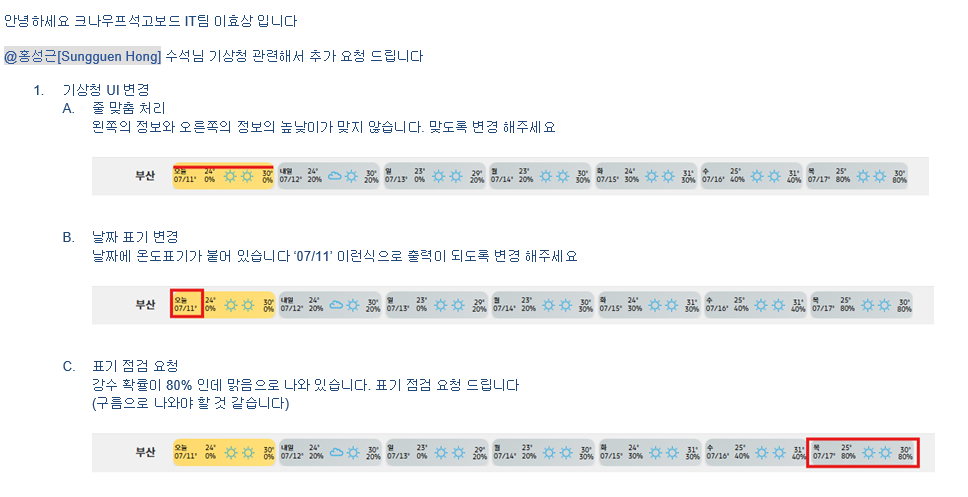 안녕하세요 크나우프석고보드 IT팀 이효상 입니다
@홍성근[Sungguen Hong] 수석님 기상청 관련해서 추가 요청 드립니다
1. 기상청 UI 변경
A. 줄 맞춤 처리
왼쪽의 정보와 오른쪽의 정보의 높낮이가 맞지 않습니다. 맞도록 변경 해주세요
부산 오늘 07/11° 24° 0% 30° 0% 내일 07/12° 24° 20% 30° 20% 일 07/13° 23° 0% 29° 20% 월 07/14° 23° 20% 30° 30% 화 07/15° 24° 30% 31° 30% 수 07/16° 25° 40% 31° 40% 목 07/17° 25° 80% 30° 80%
B. 날짜 표기 변경
날짜에 온도표기가 붙어 있습니다 ‘07/11’ 이런식으로 출력이 되도록 변경 해주세요
부산 오늘 07/11° 24° 0% 30° 0% 내일 07/12° 24° 20% 30° 20% 일 07/13° 23° 0% 29° 20% 월 07/14° 23° 20% 30° 30% 화 07/15° 24° 30% 31° 30% 수 07/16° 25° 40% 31° 40% 목 07/17° 25° 80% 30° 80%
C. 표기 점검 요청
강수 확률이 80% 인데 맑음으로 나와 있습니다. 표기 점검 요청 드립니다
(구름으로 나와야 할 것 같습니다)
부산 오늘 07/11° 24° 0% 30° 0% 내일 07/12° 24° 20% 30° 20% 일 07/13° 23° 0% 29° 20% 월 07/14° 23° 20% 30° 30% 화 07/15° 24° 30% 31° 30% 수 07/16° 25° 40% 31° 40% 목 07/17° 25° 80% 30° 80%